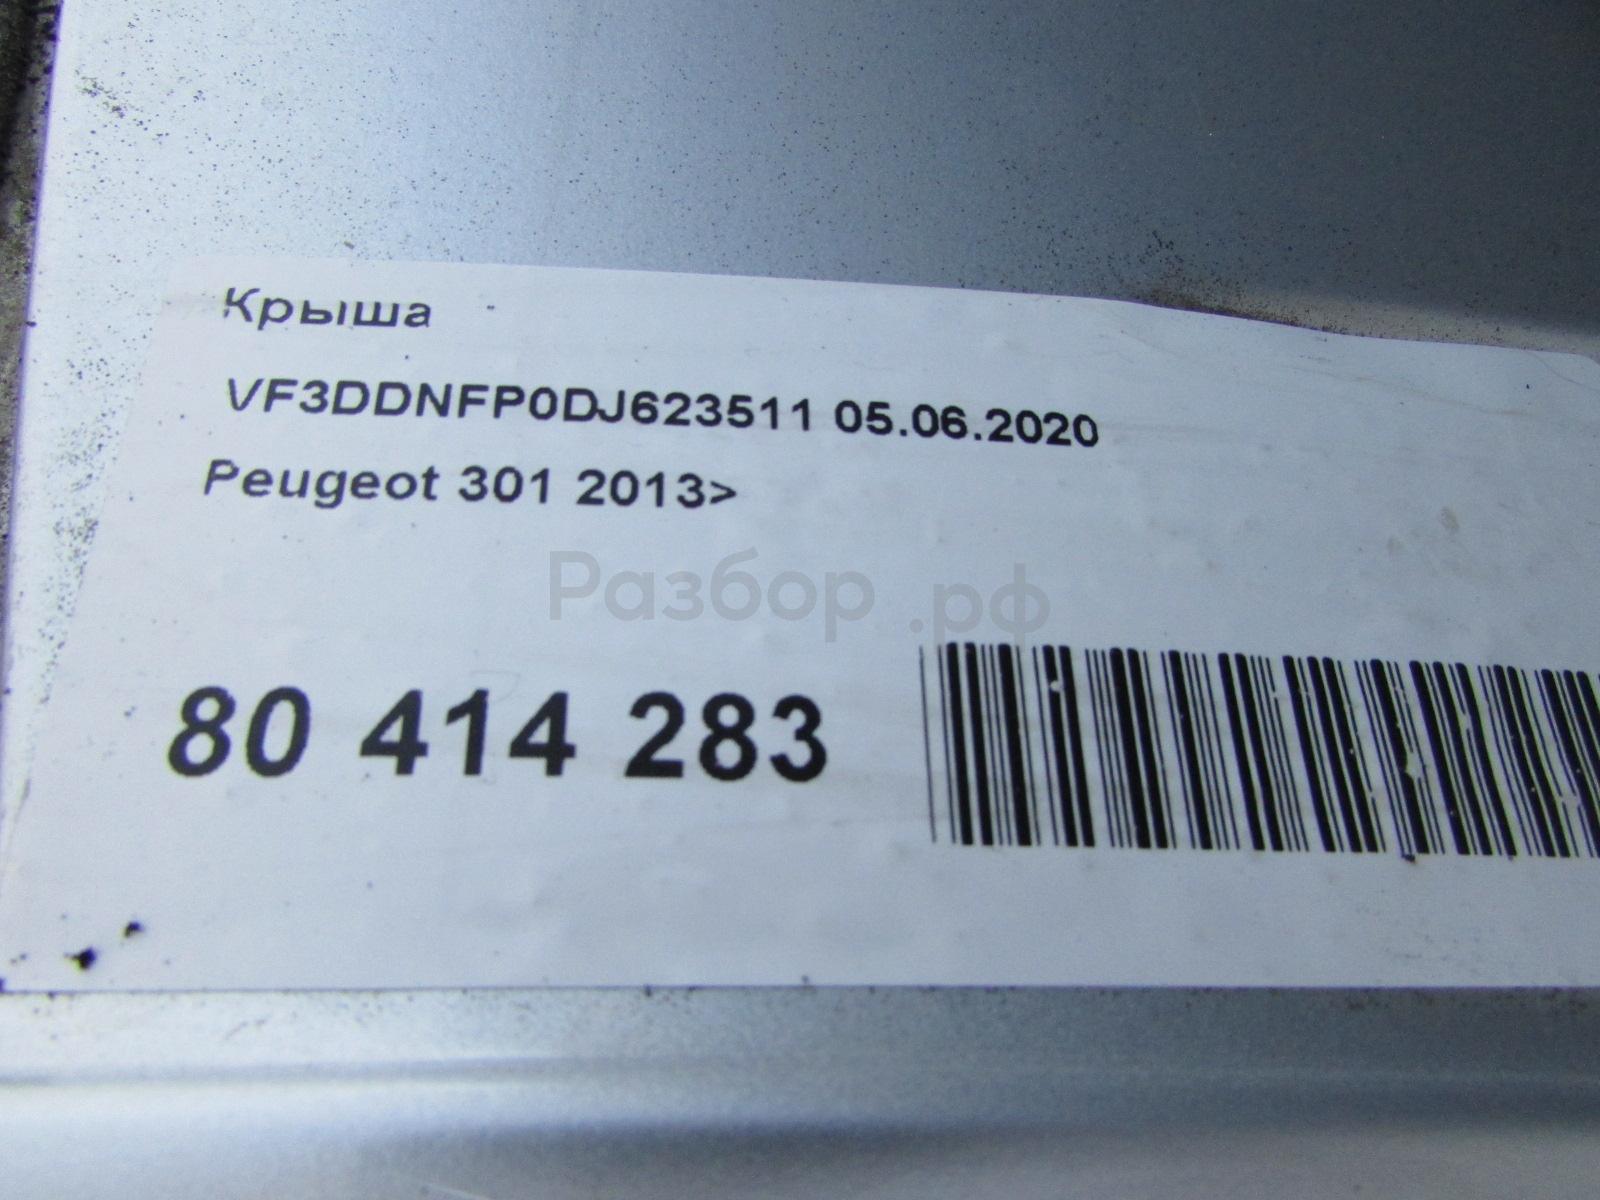 Крыша
VF3DDNFP0DJ623511 05.06.2020
Peugeot 301 2013>
Разбор.рф
80 414 283